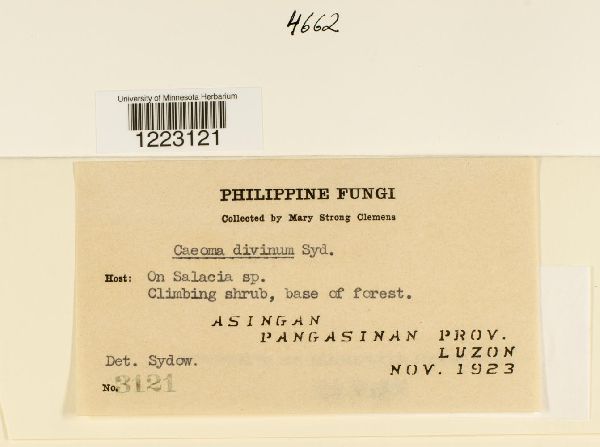 4662
University of Minnesota Herbarium
1223121
PHILIPPINE FUNGI
Collected by Mary Strong Clemens
Caeoma divinum Syd.
Host: On Salacia sp.
Climbing shrub, base of forest.
ASINGAN
PANGASINAN PROV.
LUZON
NOV. 1923
Det. Sydow.
No. 3121